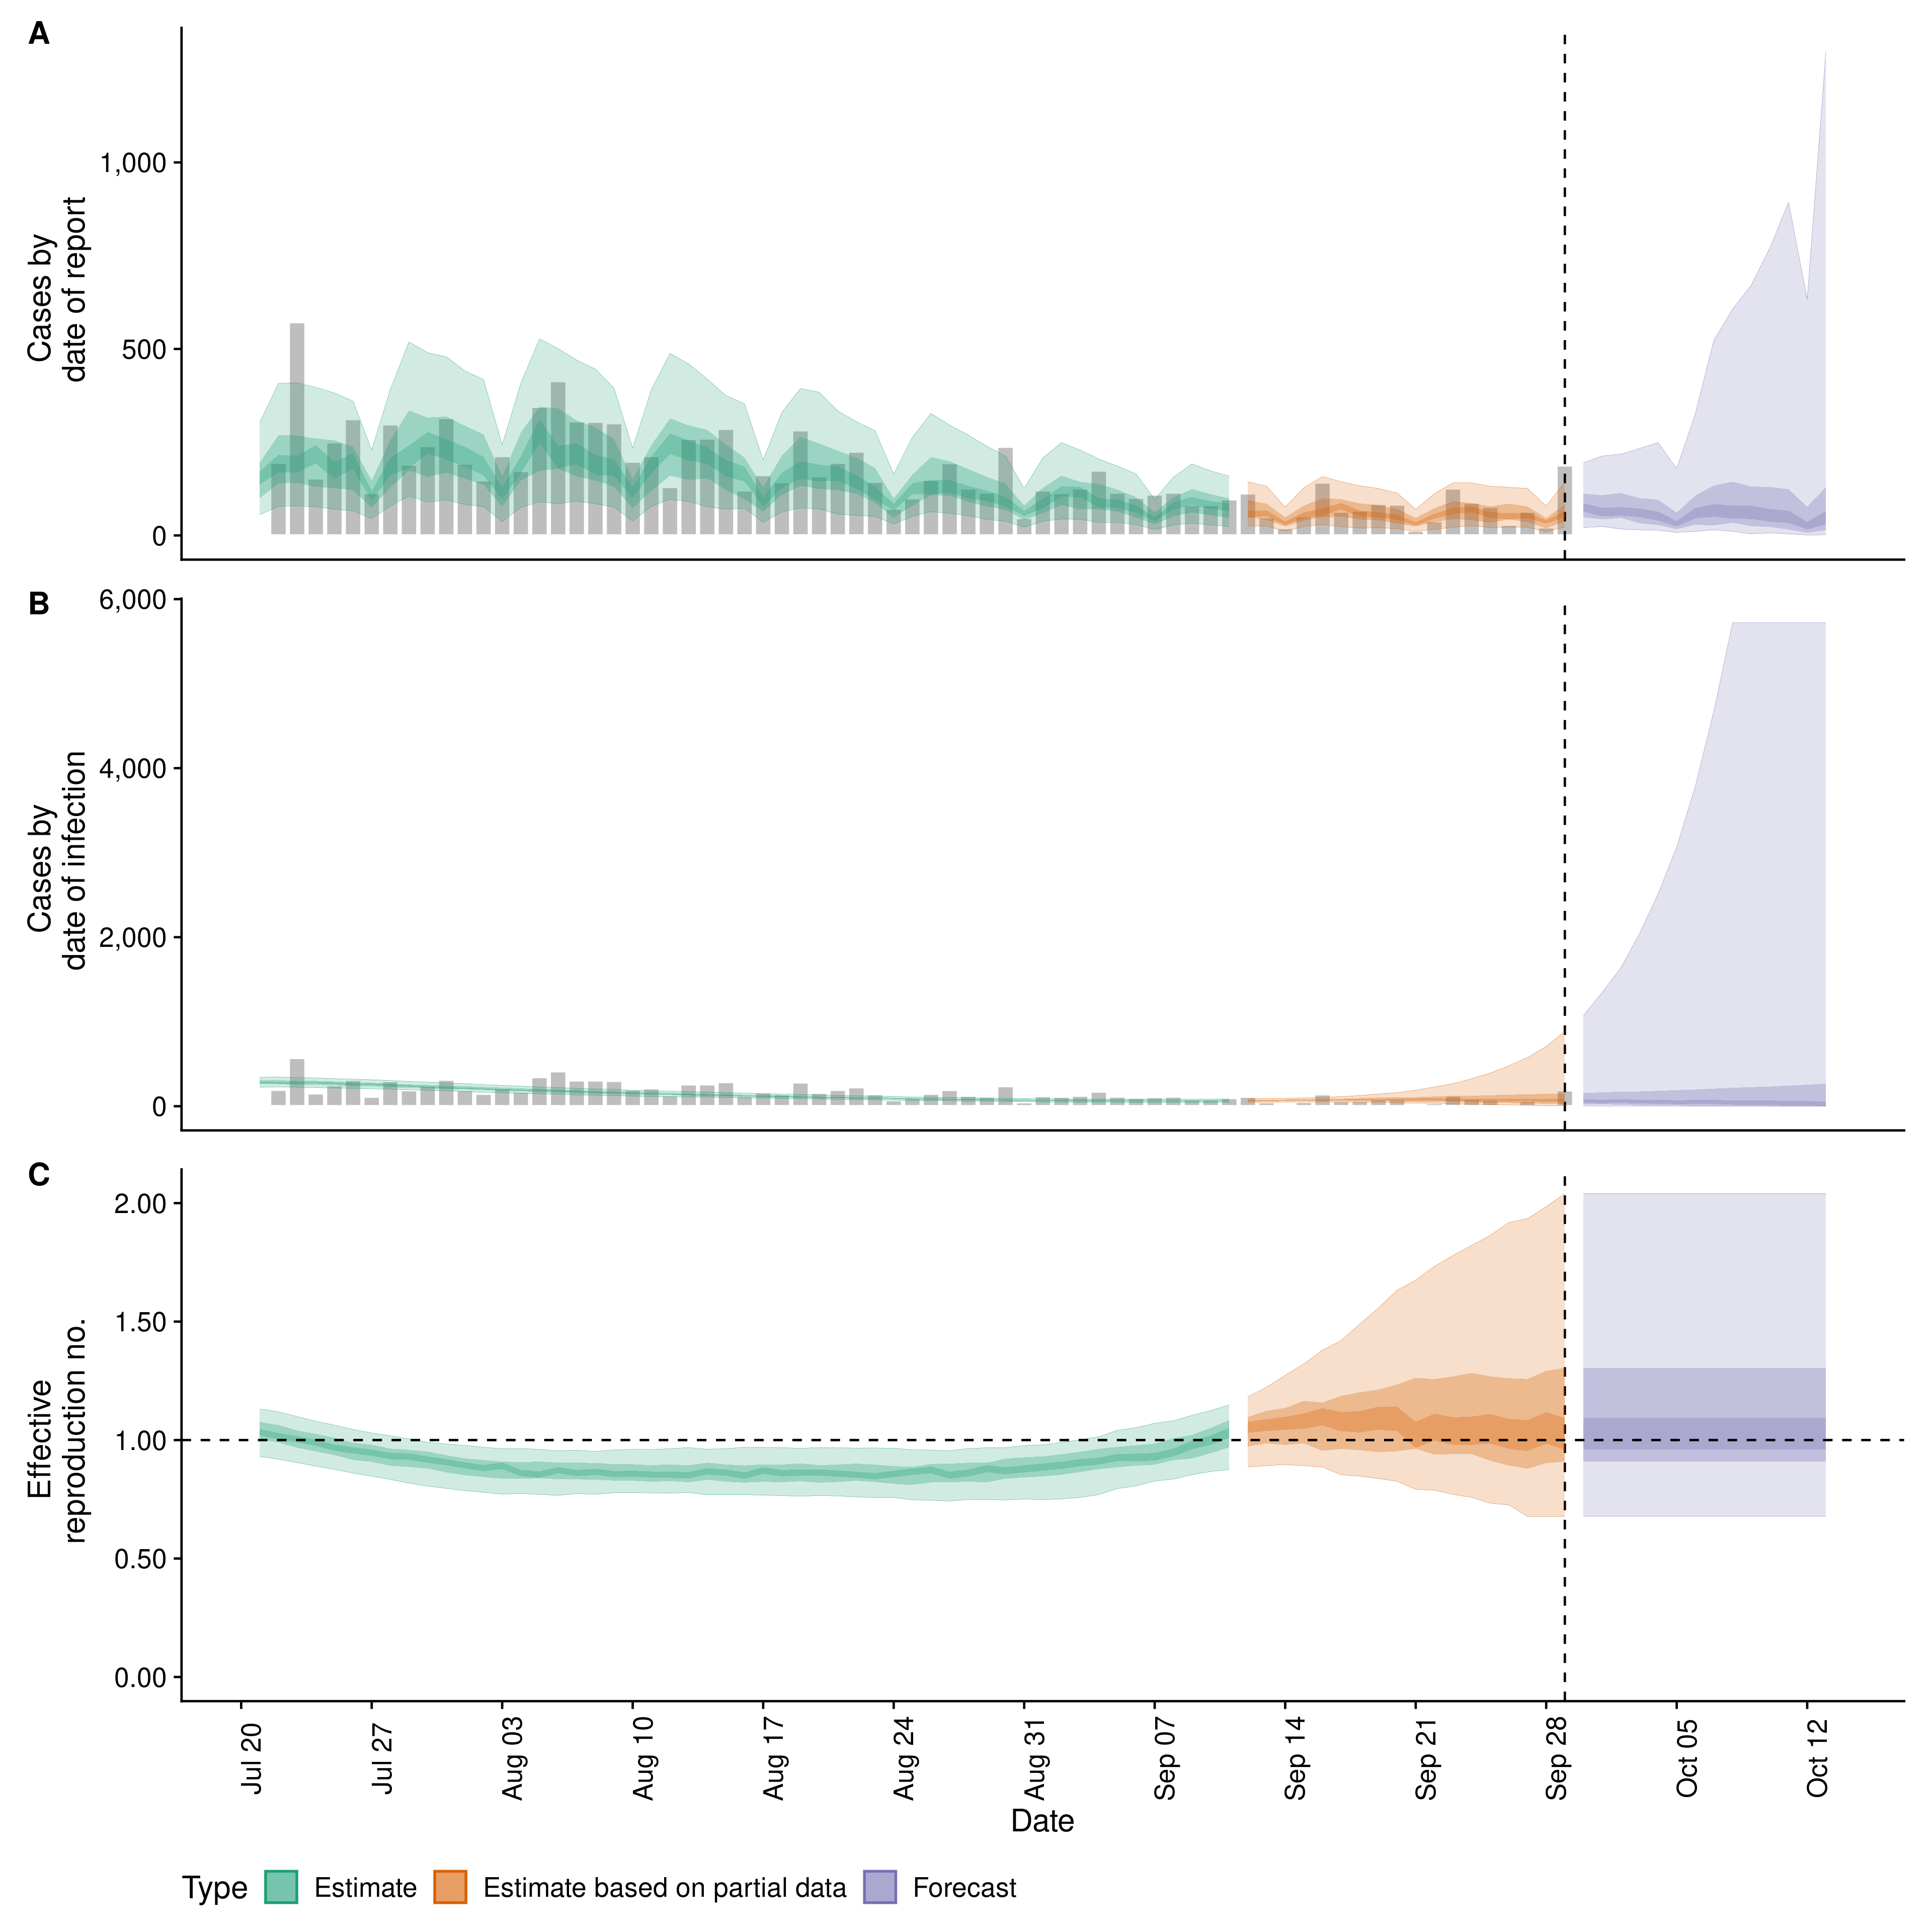 A
Cases by
date of report
1,000
500
0
B
Cases by
date of infection
6,000
4,000
2,000
0
C
Effective
reproduction no.
2.00
1.50
1.00
0.50
0.00
Jul 20
Jul 27
Aug 03
Aug 10
Aug 17
Aug 24
Aug 31
Sep 07
Sep 14
Sep 21
Sep 28
Oct 05
Oct 12
Date
Type Estimate Estimate based on partial data Forecast